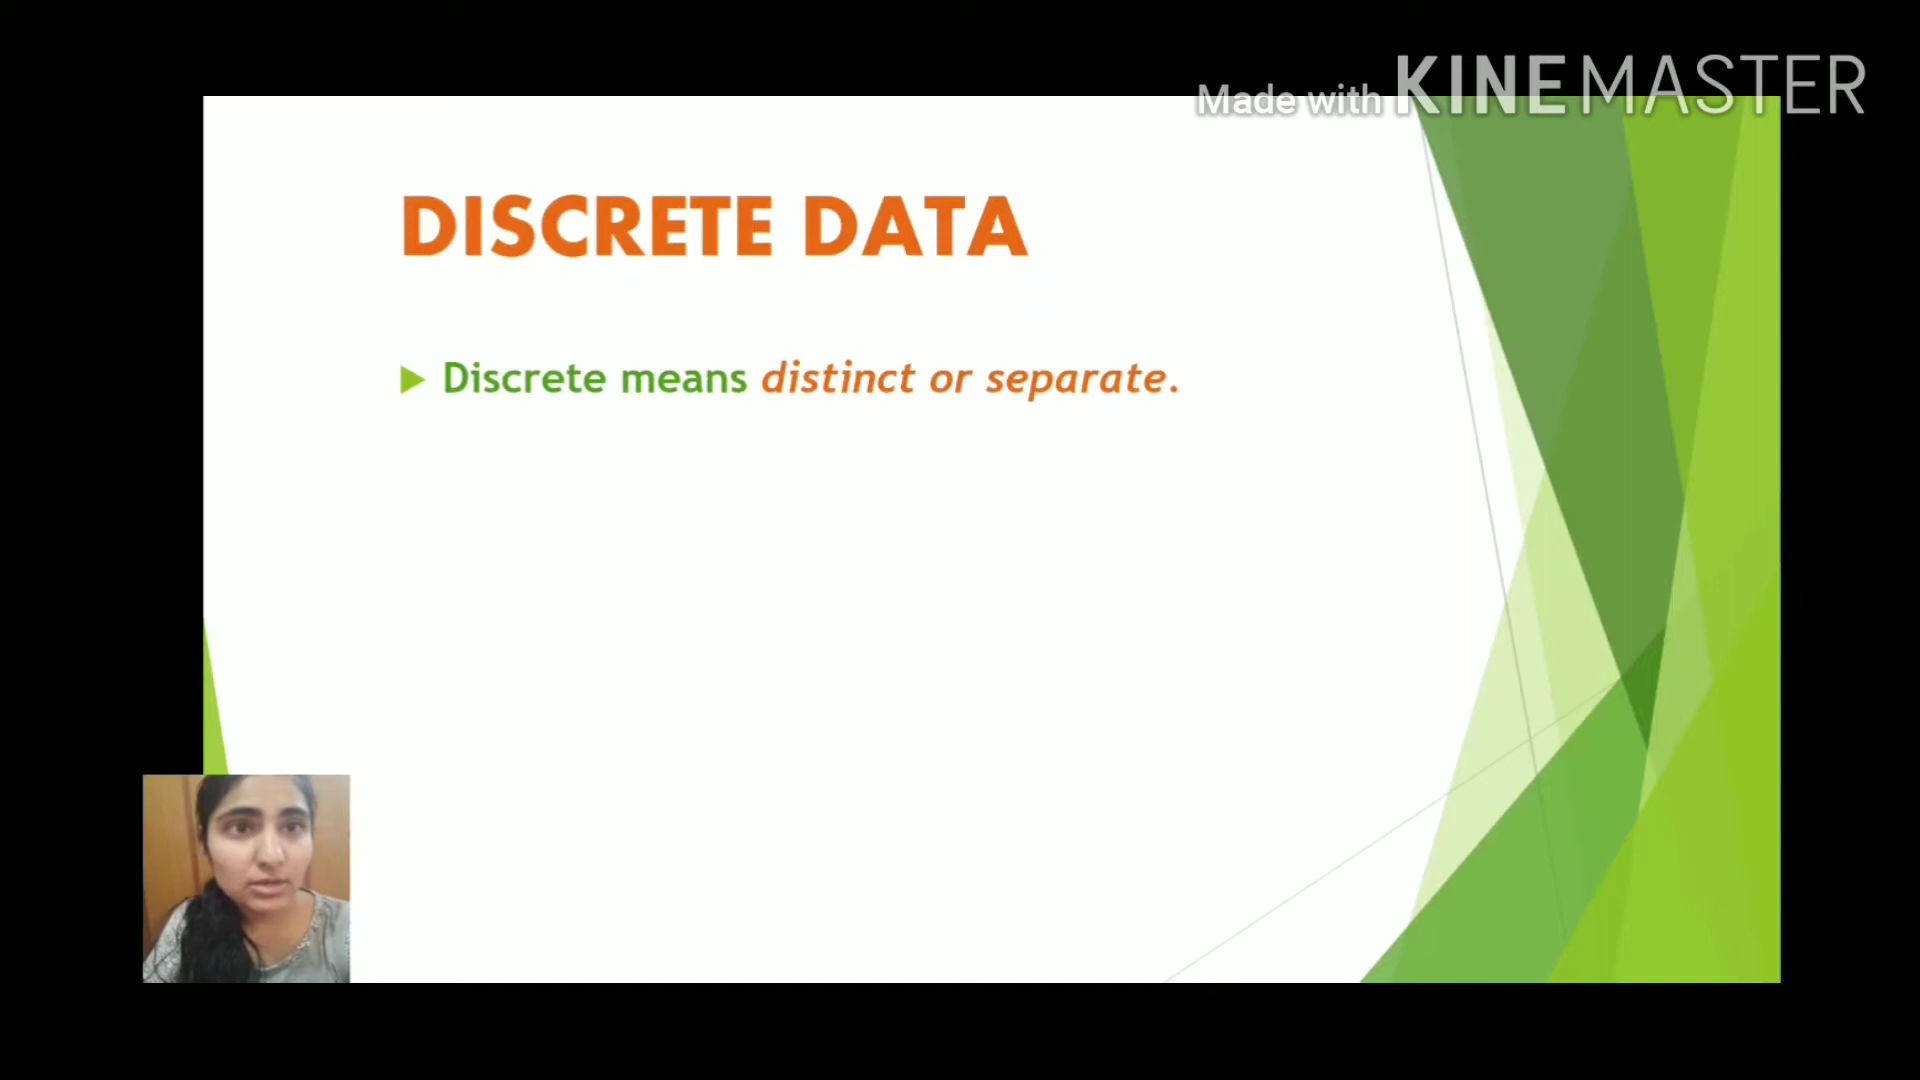 Made with KINEMASTER
DISCRETE DATA
Discrete means distinct or separate.